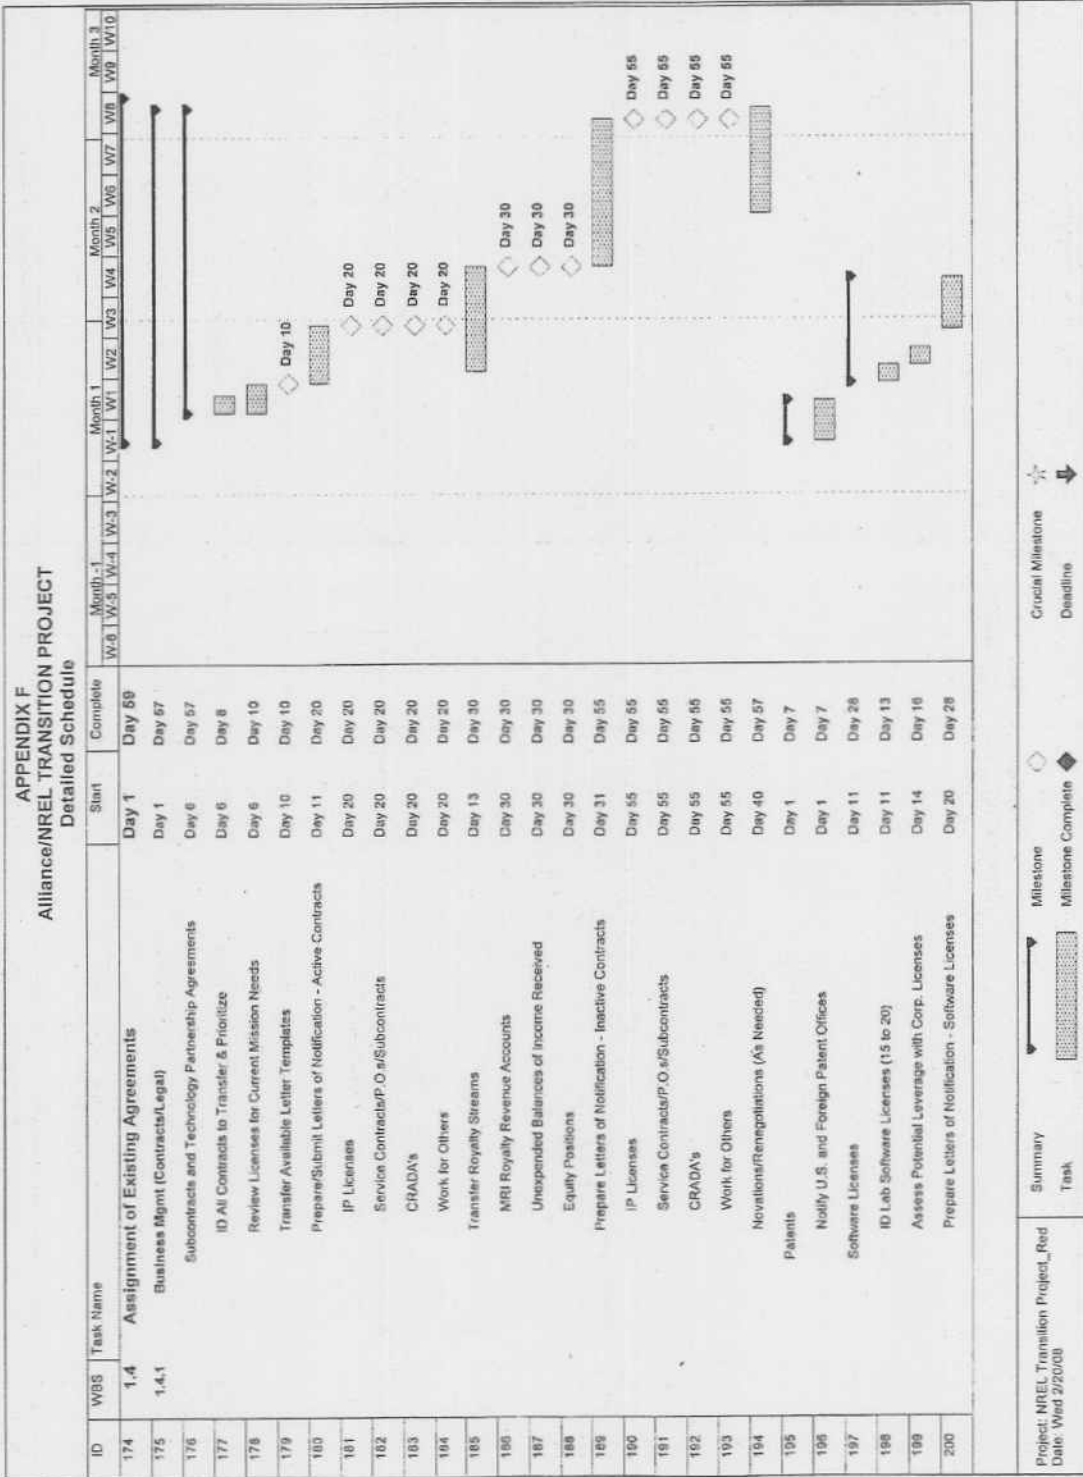 APPENDIX F
Alliance/NREL TRANSITION PROJECT
Detailed Schedule
ID WBS Task Name Start Complete Month -1 Month 1 Month 2 Month 3
W-6 W-5 W-4 W-3 W-2 W-1 W1 W2 W3 W4 W5 W6 W7 W8 W9 W10
174 1.4 Assignment of Existing Agreements Day 1 Day 59
175 1.4.1 Business Mgmt (Contracts/Legal) Day 1 Day 57
176 Subcontracts and Technology Partnership Agreements Day 6 Day 57
177 ID All Contracts to Transfer & Prioritize Day 6 Day 8
178 Review Licenses for Current Mission Needs Day 6 Day 10
179 Transfer Available Letter Templates Day 10 Day 10 Day 10
180 Prepare/Submit Letters of Notification - Active Contracts Day 11 Day 20
181 IP Licenses Day 20 Day 20 Day 20
182 Service Contracts/P.O.s/Subcontracts Day 20 Day 20 Day 20
183 CRADA's Day 20 Day 20 Day 20
184 Work for Others Day 20 Day 20 Day 20
185 Transfer Royalty Streams Day 13 Day 30
186 MRI Royalty Revenue Accounts Day 30 Day 30 Day 30
187 Unexpended Balances of Income Received Day 30 Day 30 Day 30
188 Equity Positions Day 30 Day 30 Day 30
189 Prepare Letters of Notification - Inactive Contracts Day 31 Day 55
190 IP Licenses Day 55 Day 55 Day 55
191 Service Contracts/P.O.s/Subcontracts Day 55 Day 55 Day 55
192 CRADA's Day 55 Day 55 Day 55
193 Work for Others Day 55 Day 55 Day 55
194 Novations/Renegotiations (As Needed) Day 40 Day 57
195 Patents Day 1 Day 7
196 Notify U.S. and Foreign Patent Offices Day 1 Day 7
197 Software Licenses Day 11 Day 28
198 ID Lab Software Licenses (15 to 20) Day 11 Day 13
199 Assess Potential Leverage with Corp. Licenses Day 14 Day 16
200 Prepare Letters of Notification - Software Licenses Day 20 Day 28
Project: NREL Transition Project_Red
Date: Wed 2/20/08
Summary Milestone Crucial Milestone
Task Milestone Complete Deadline